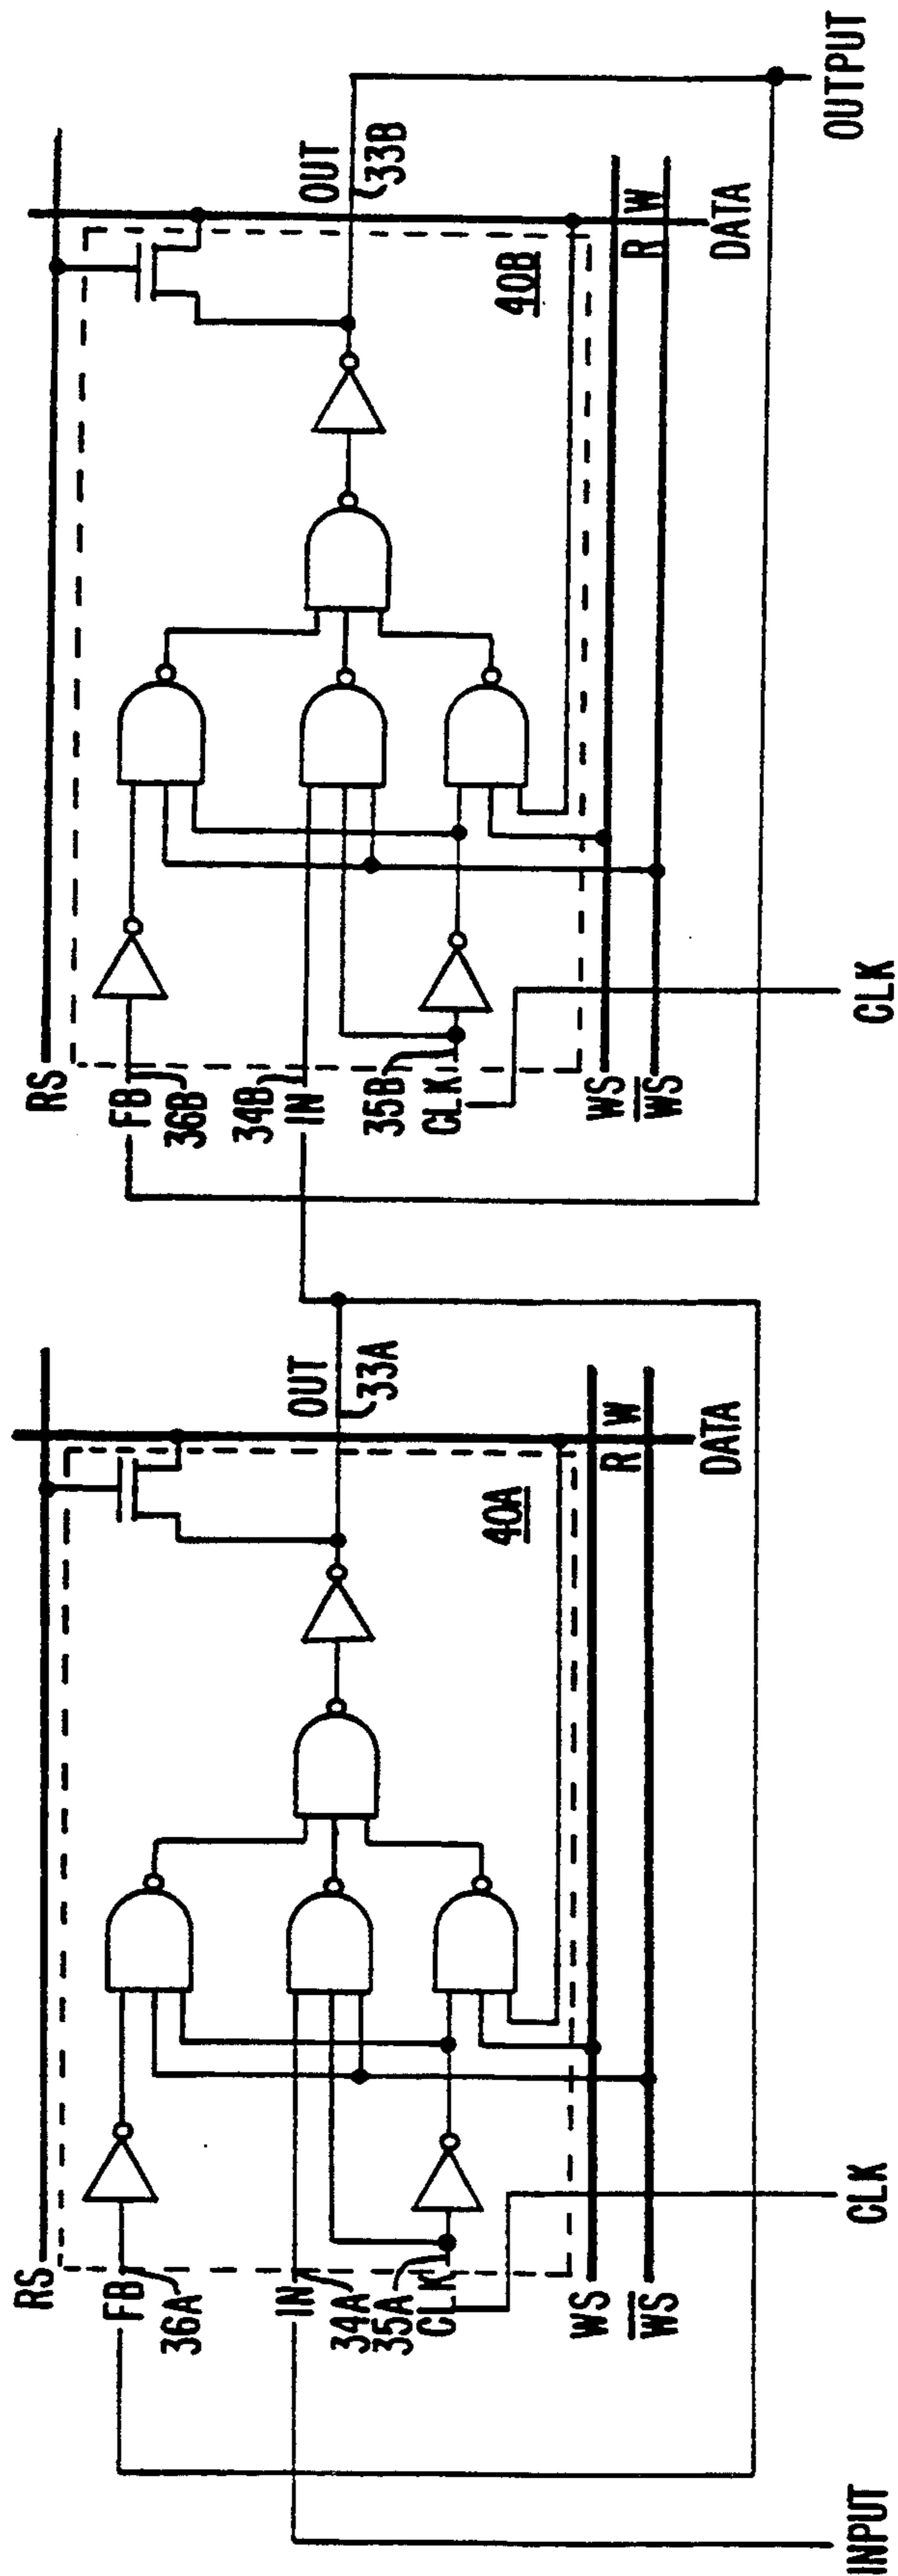 RS
FB
36A
IN
34A
35A
CLK
WS
WS
INPUT
CLK
40A
OUT
33A
R W
DATA
RS
FB
36B
34B
IN
35B
CLK
WS
WS
CLK
40B
OUT
33B
R W
DATA
OUTPUT